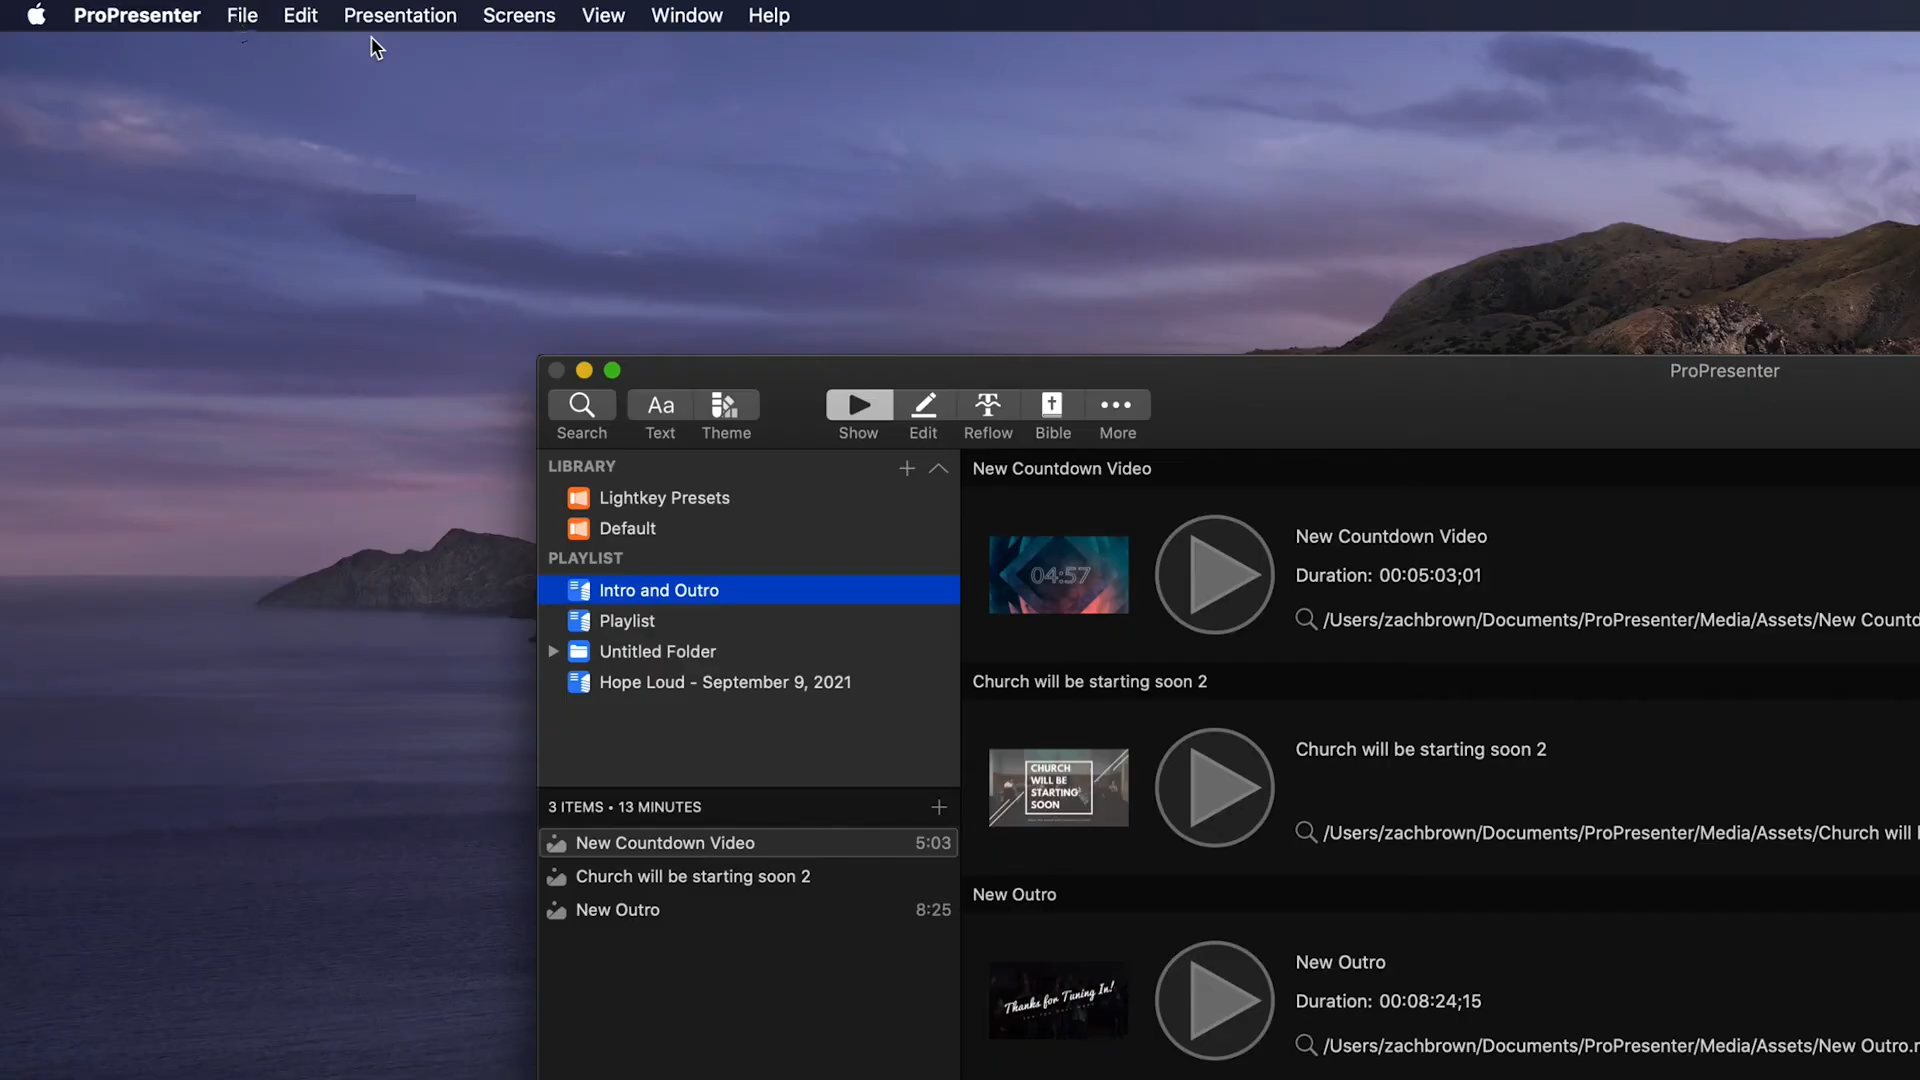 ProPresenter File Edit Presentation Screens View Window Help
ProPresenter
Search Text Theme Show Edit Reflow Bible More
LIBRARY
Lightkey Presets
Default
PLAYLIST
Intro and Outro
Playlist
Untitled Folder
Hope Loud - September 9, 2021
3 ITEMS • 13 MINUTES
New Countdown Video 5:03
Church will be starting soon 2
New Outro 8:25
New Countdown Video
04:57
New Countdown Video
Duration: 00:05:03;01
/Users/zachbrown/Documents/ProPresenter/Media/Assets/New Countd
Church will be starting soon 2
CHURCH
WILL BE
STARTING
SOON
Church will be starting soon 2
/Users/zachbrown/Documents/ProPresenter/Media/Assets/Church will
New Outro
Thanks for Tuning In!
New Outro
Duration: 00:08:24;15
/Users/zachbrown/Documents/ProPresenter/Media/Assets/New Outro.